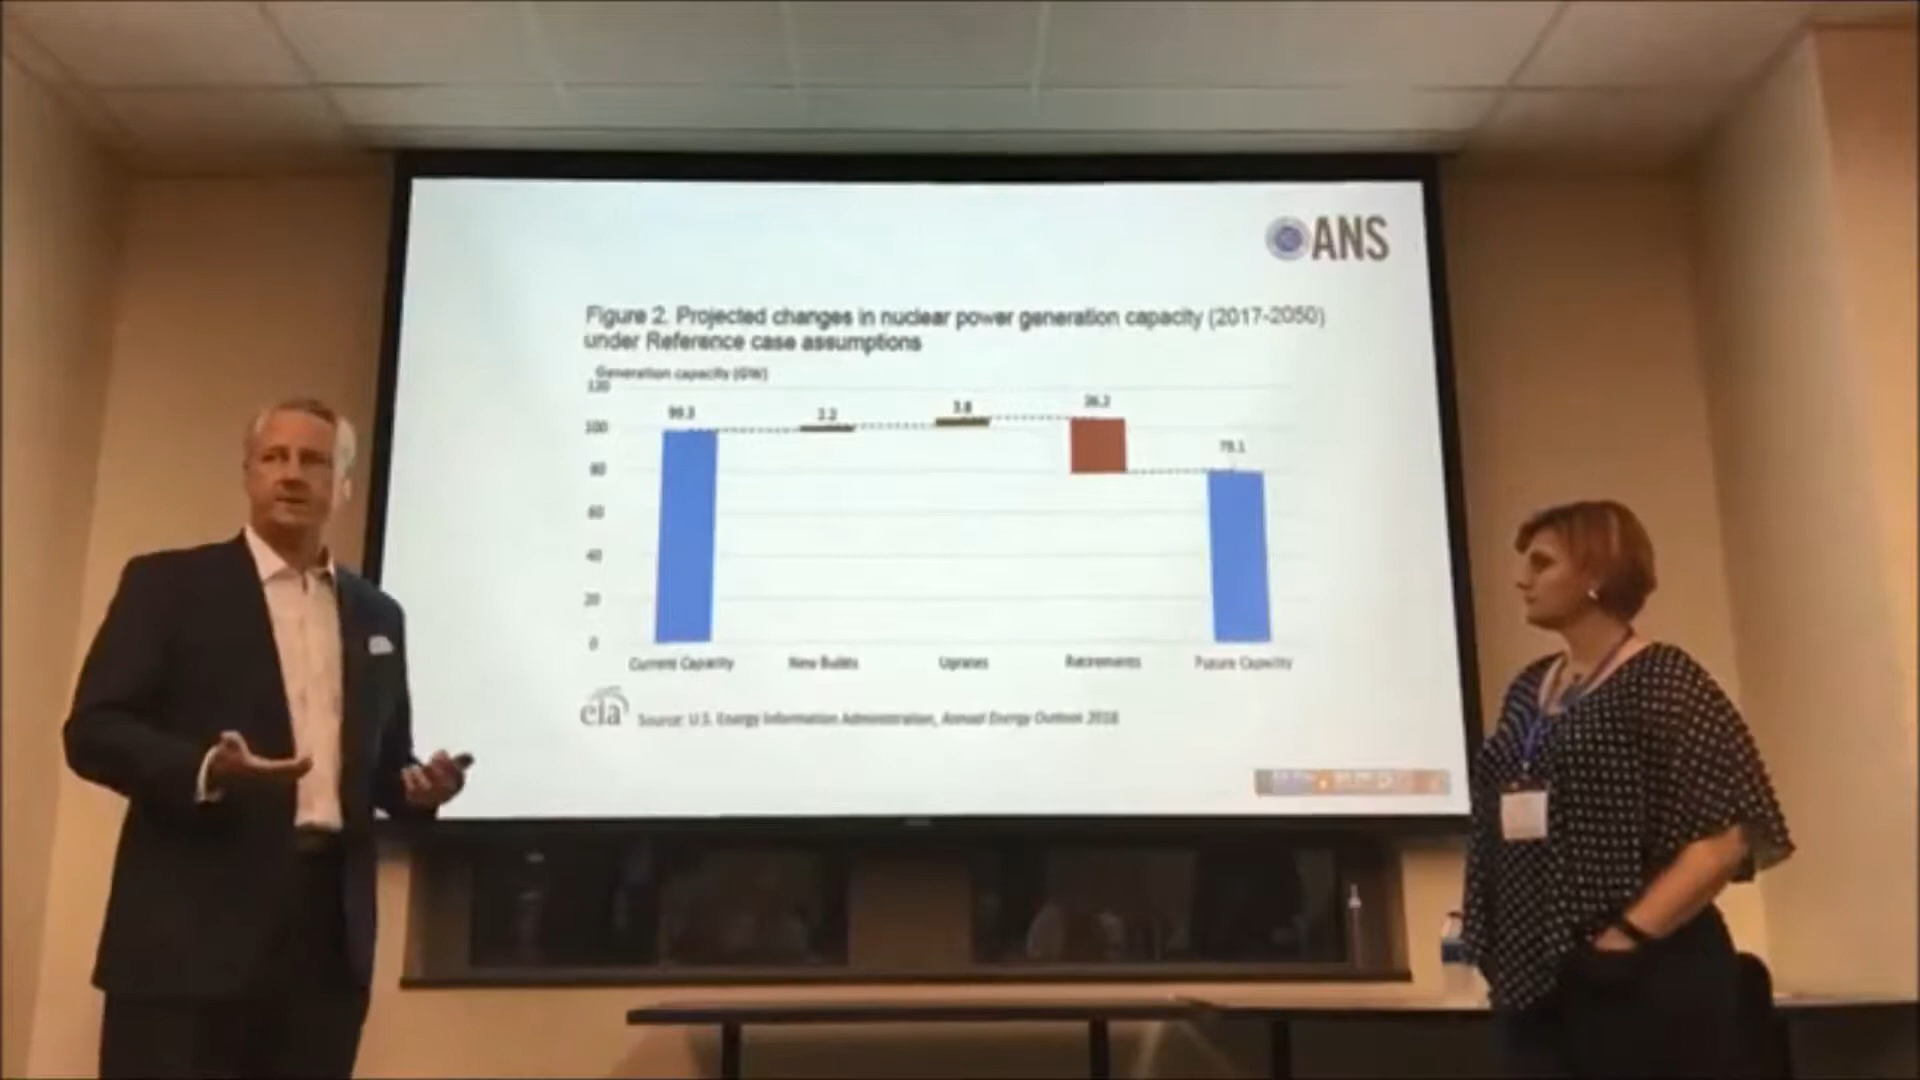 ANS
Figure 2. Projected changes in nuclear power generation capacity (2017-2050)
under Reference case assumptions
Generation capacity (GW)
120
99.3
2.2
3.8
26.2
79.1
100
80
60
40
20
0
Current Capacity
New Builds
Uprates
Retirements
Future Capacity
eia
Source: U.S. Energy Information Administration, Annual Energy Outlook 2018